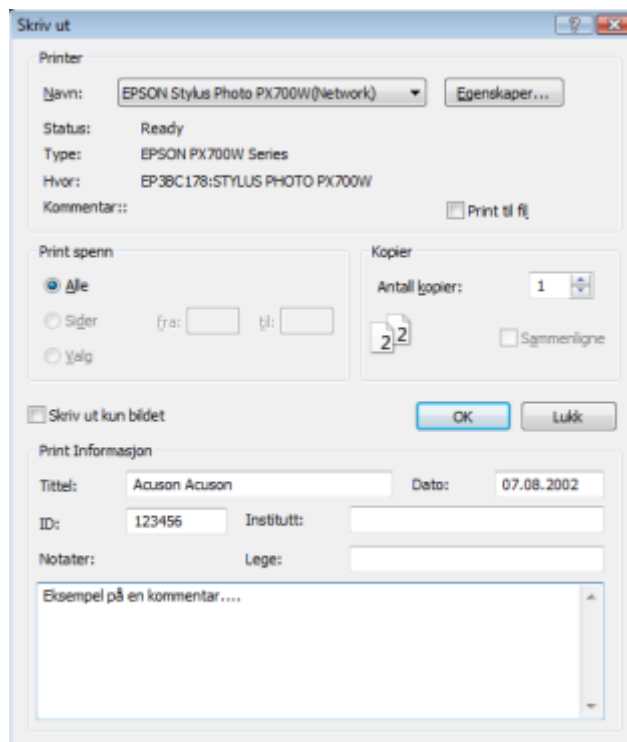 Skriv ut
Printer
Navn: EPSON Stylus Photo PX700W(Network) Egenskaper...
Status: Ready
Type: EPSON PX700W Series
Hvor: EP3BC178:STYLUS PHOTO PX700W
Kommentar::
Print til fil
Print spenn
Kopier
Alle
Antall kopier: 1
Sider fra: til:
22
Sammenligne
Valg
Skriv ut kun bildet
OK Lukk
Print Informasjon
Tittel: Acuson Acuson Dato: 07.08.2002
ID: 123456 Institutt:
Notater: Lege:
Eksempel på en kommentar....